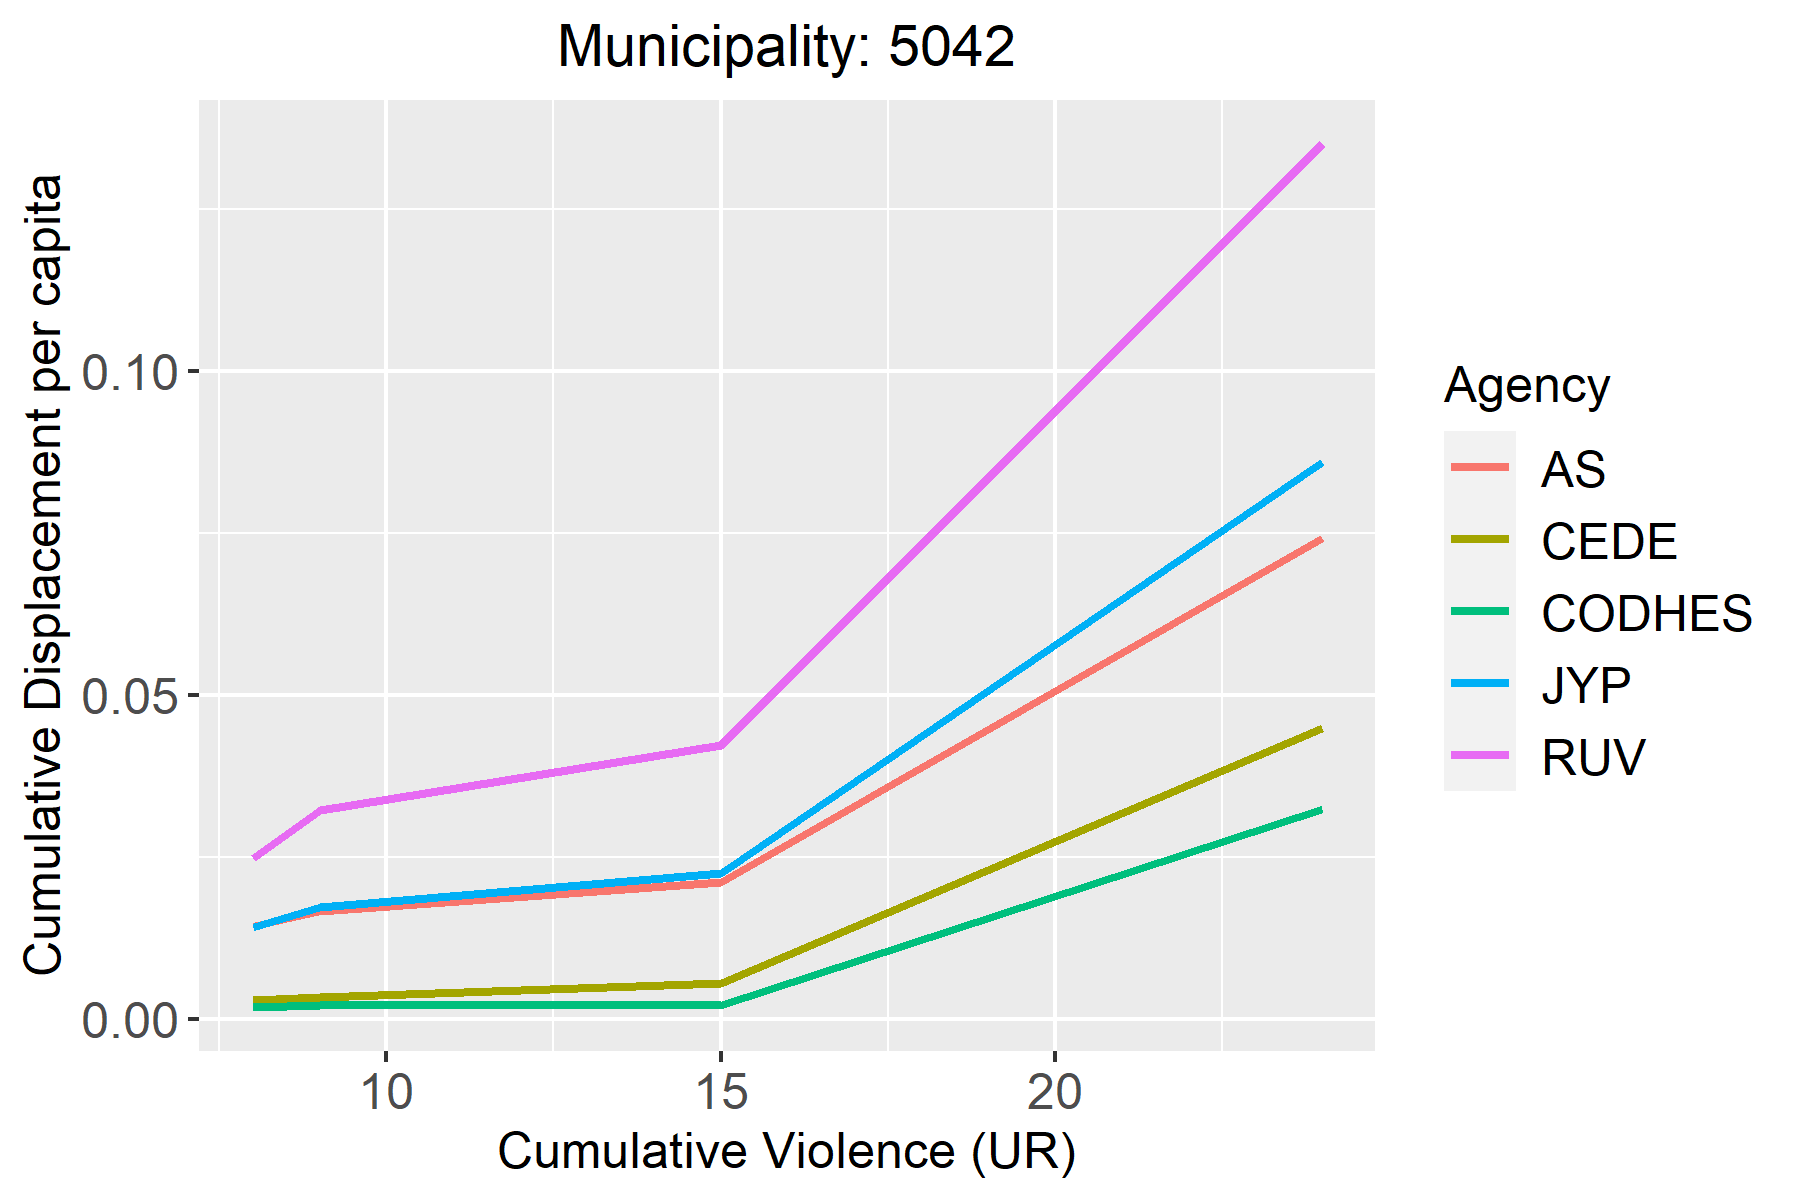 Municipality: 5042
Cumulative Displacement per capita
0.10
0.05
0.00
10
15
20
Cumulative Violence (UR)
Agency
AS
CEDE
CODHES
JYP
RUV